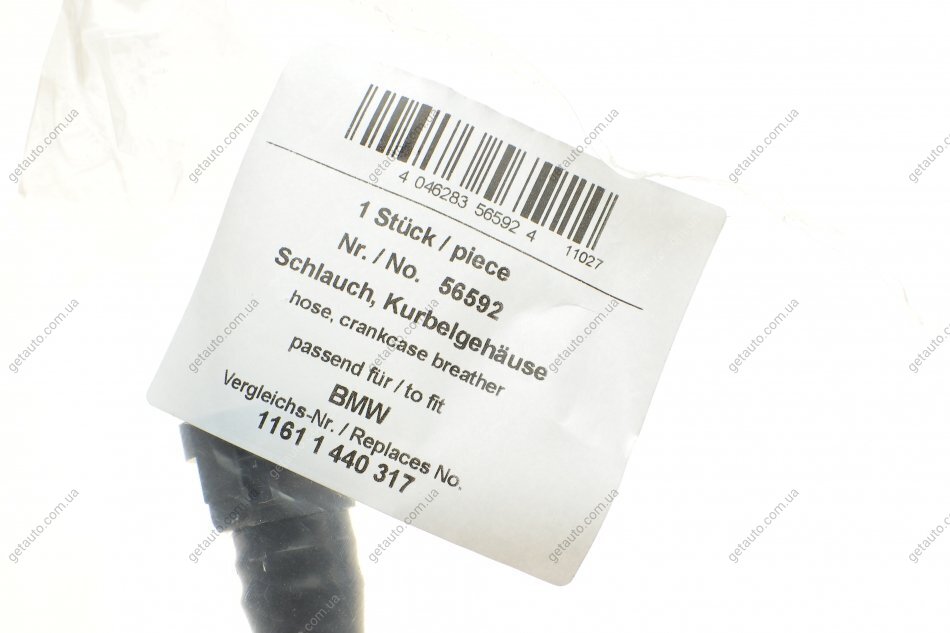 4 046283 56592 4 11027
1 Stück / piece
Nr. / No. 56592
Schlauch, Kurbelgehäuse
hose, crankcase breather
passend für / to fit
BMW
Vergleichs-Nr. / Replaces No.
1161 1 440 317
getauto.com.ua